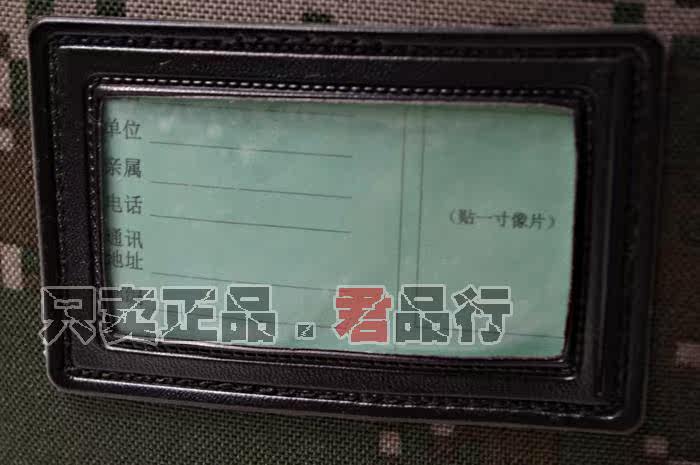 单位
亲属
电话
(贴一寸像片)
通讯
地址
只卖正品.君品行